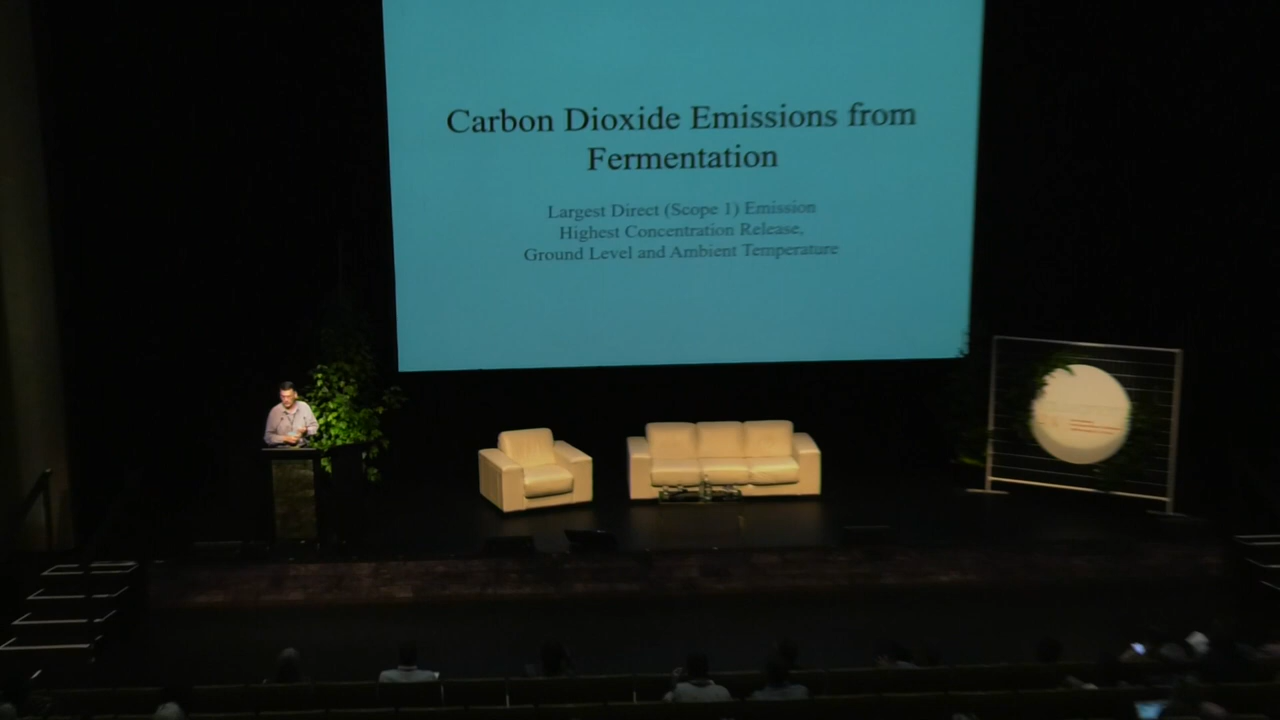 Carbon Dioxide Emissions from
Fermentation
Largest Direct (Scope 1) Emission
Highest Concentration Release,
Ground Level and Ambient Temperature